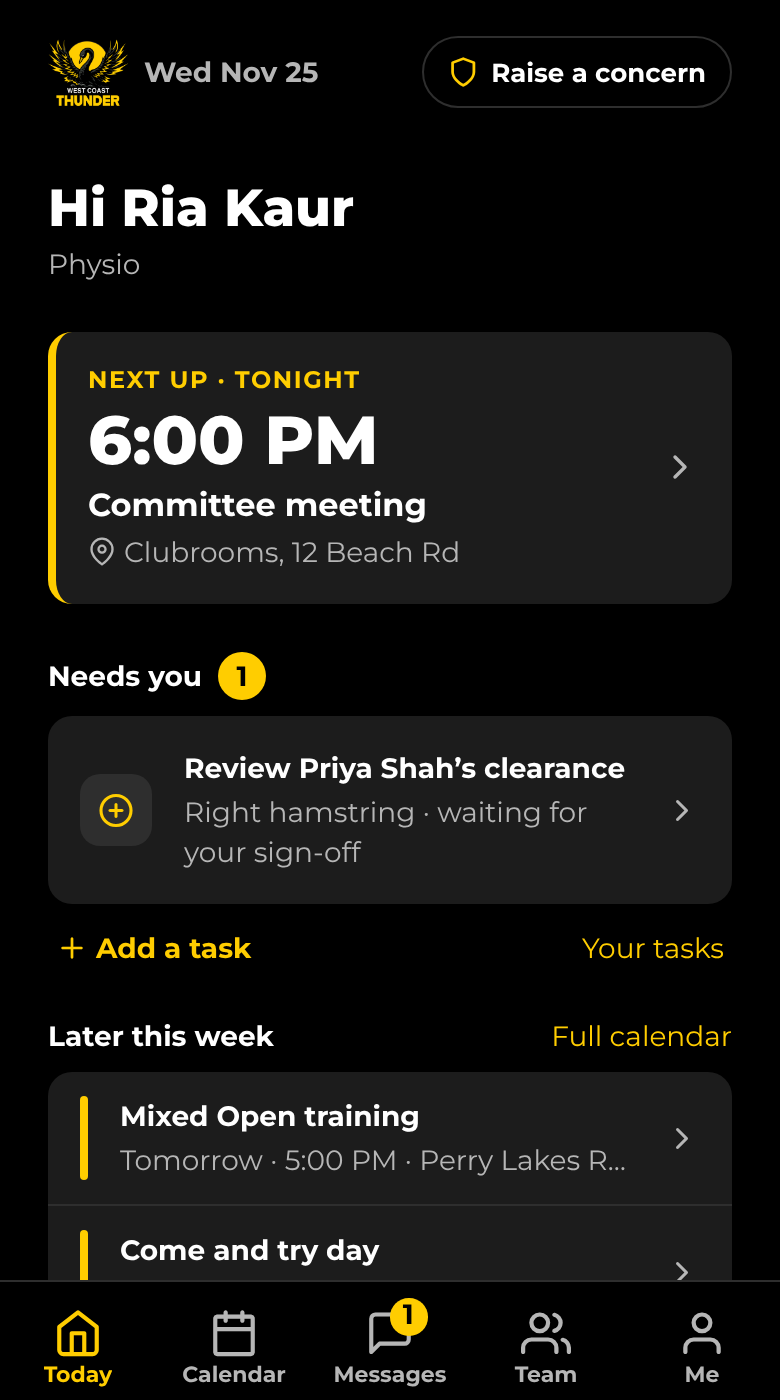 WEST COAST
THUNDER
Wed Nov 25
Raise a concern
Hi Ria Kaur
Physio
NEXT UP · TONIGHT
6:00 PM
Committee meeting
Clubrooms, 12 Beach Rd
Needs you 1
Review Priya Shah’s clearance
Right hamstring · waiting for
your sign-off
+ Add a task
Your tasks
Later this week
Full calendar
Mixed Open training
Tomorrow · 5:00 PM · Perry Lakes R...
Come and try day
1
Today
Calendar
Messages
Team
Me